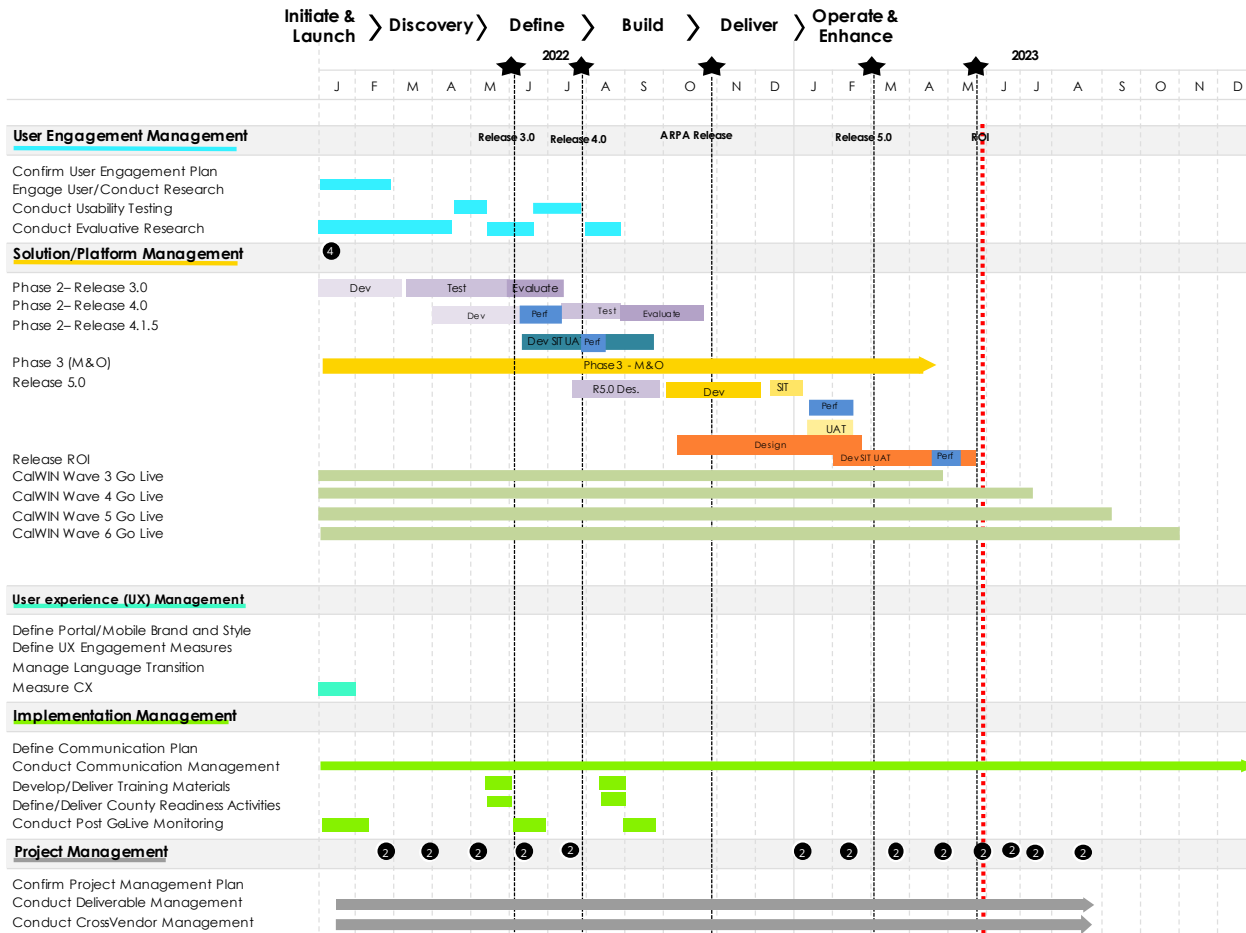 Initiate & Launch Discovery Define Build Deliver Operate & Enhance
2022 2023
J F M A M J J A S O N D J F M A M J J A S O N D
User Engagement Management Release 3.0 Release 4.0 ARPA Release Release 5.0 ROI
Confirm User Engagement Plan
Engage User/Conduct Research
Conduct Usability Testing
Conduct Evaluative Research
Solution/Platform Management 4
Phase 2– Release 3.0 Dev Test Evaluate
Phase 2– Release 4.0 Dev Perf Test Evaluate
Phase 2– Release 4.1.5 Dev SIT UAT Perf
Phase 3 (M&O) Phase 3 - M&O
Release 5.0 R5.0 Des. Dev SIT
Perf
UAT
Design
Release ROI Dev SIT UAT Perf
CalWIN Wave 3 Go Live
CalWIN Wave 4 Go Live
CalWIN Wave 5 Go Live
CalWIN Wave 6 Go Live
User experience (UX) Management
Define Portal/Mobile Brand and Style
Define UX Engagement Measures
Manage Language Transition
Measure CX
Implementation Management
Define Communication Plan
Conduct Communication Management
Develop/Deliver Training Materials
Define/Deliver County Readiness Activities
Conduct Post GoLive Monitoring
Project Management 2 2 2 2 2 2 2 2 2 2 2 2 2
Confirm Project Management Plan
Conduct Deliverable Management
Conduct CrossVendor Management